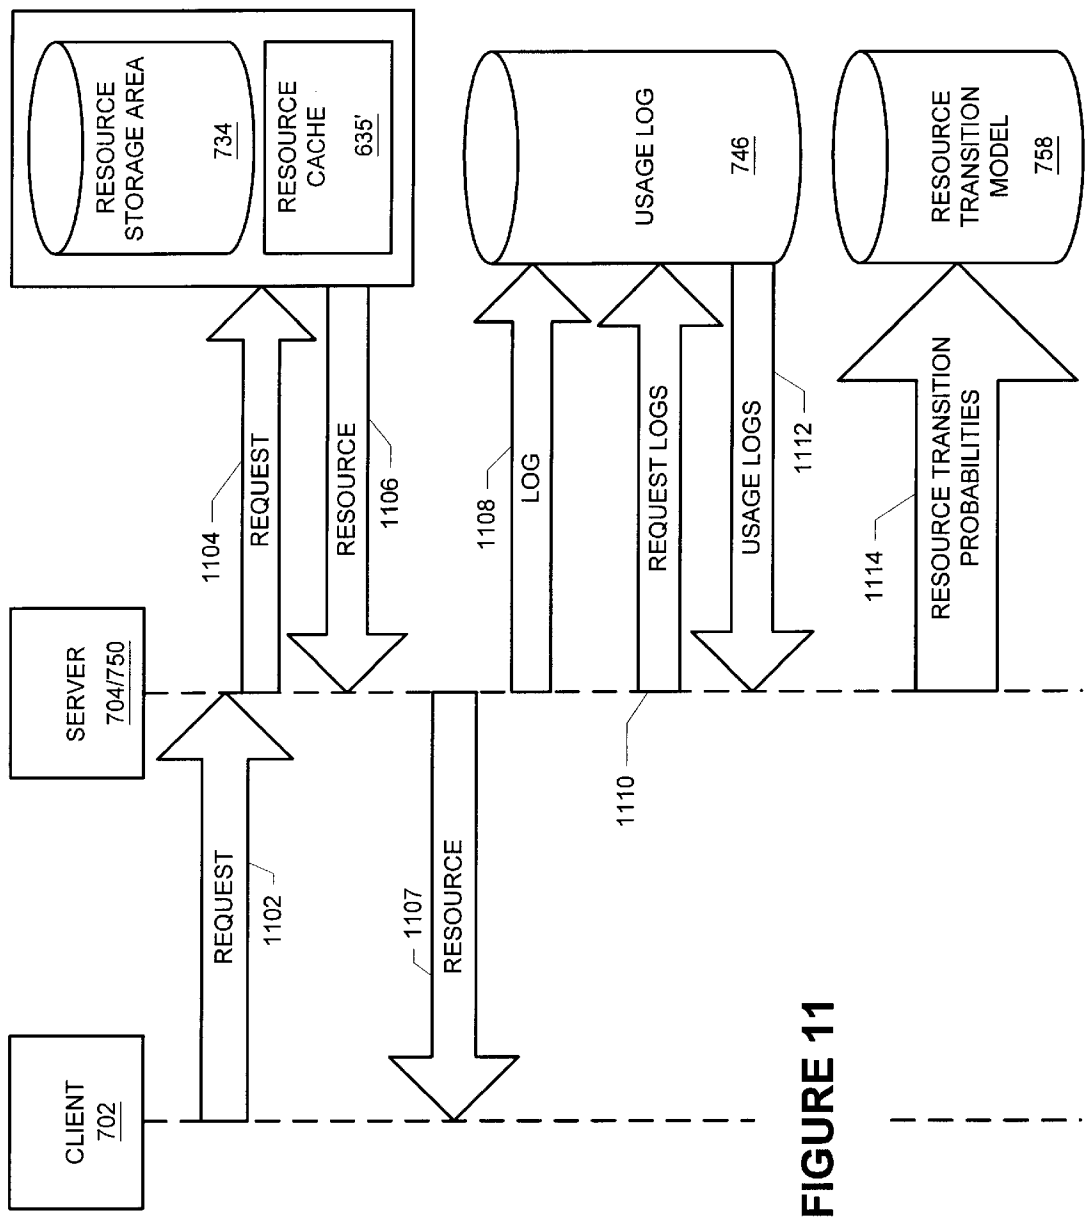 CLIENT
702
SERVER
704/750
RESOURCE
STORAGE AREA
734
RESOURCE
CACHE
635'
REQUEST
1102
1104
REQUEST
RESOURCE
1106
1107
RESOURCE
USAGE LOG
746
1108
LOG
REQUEST LOGS
1110
USAGE LOGS
1112
RESOURCE
TRANSITION
MODEL
758
1114
RESOURCE TRANSITION
PROBABILITIES
FIGURE 11